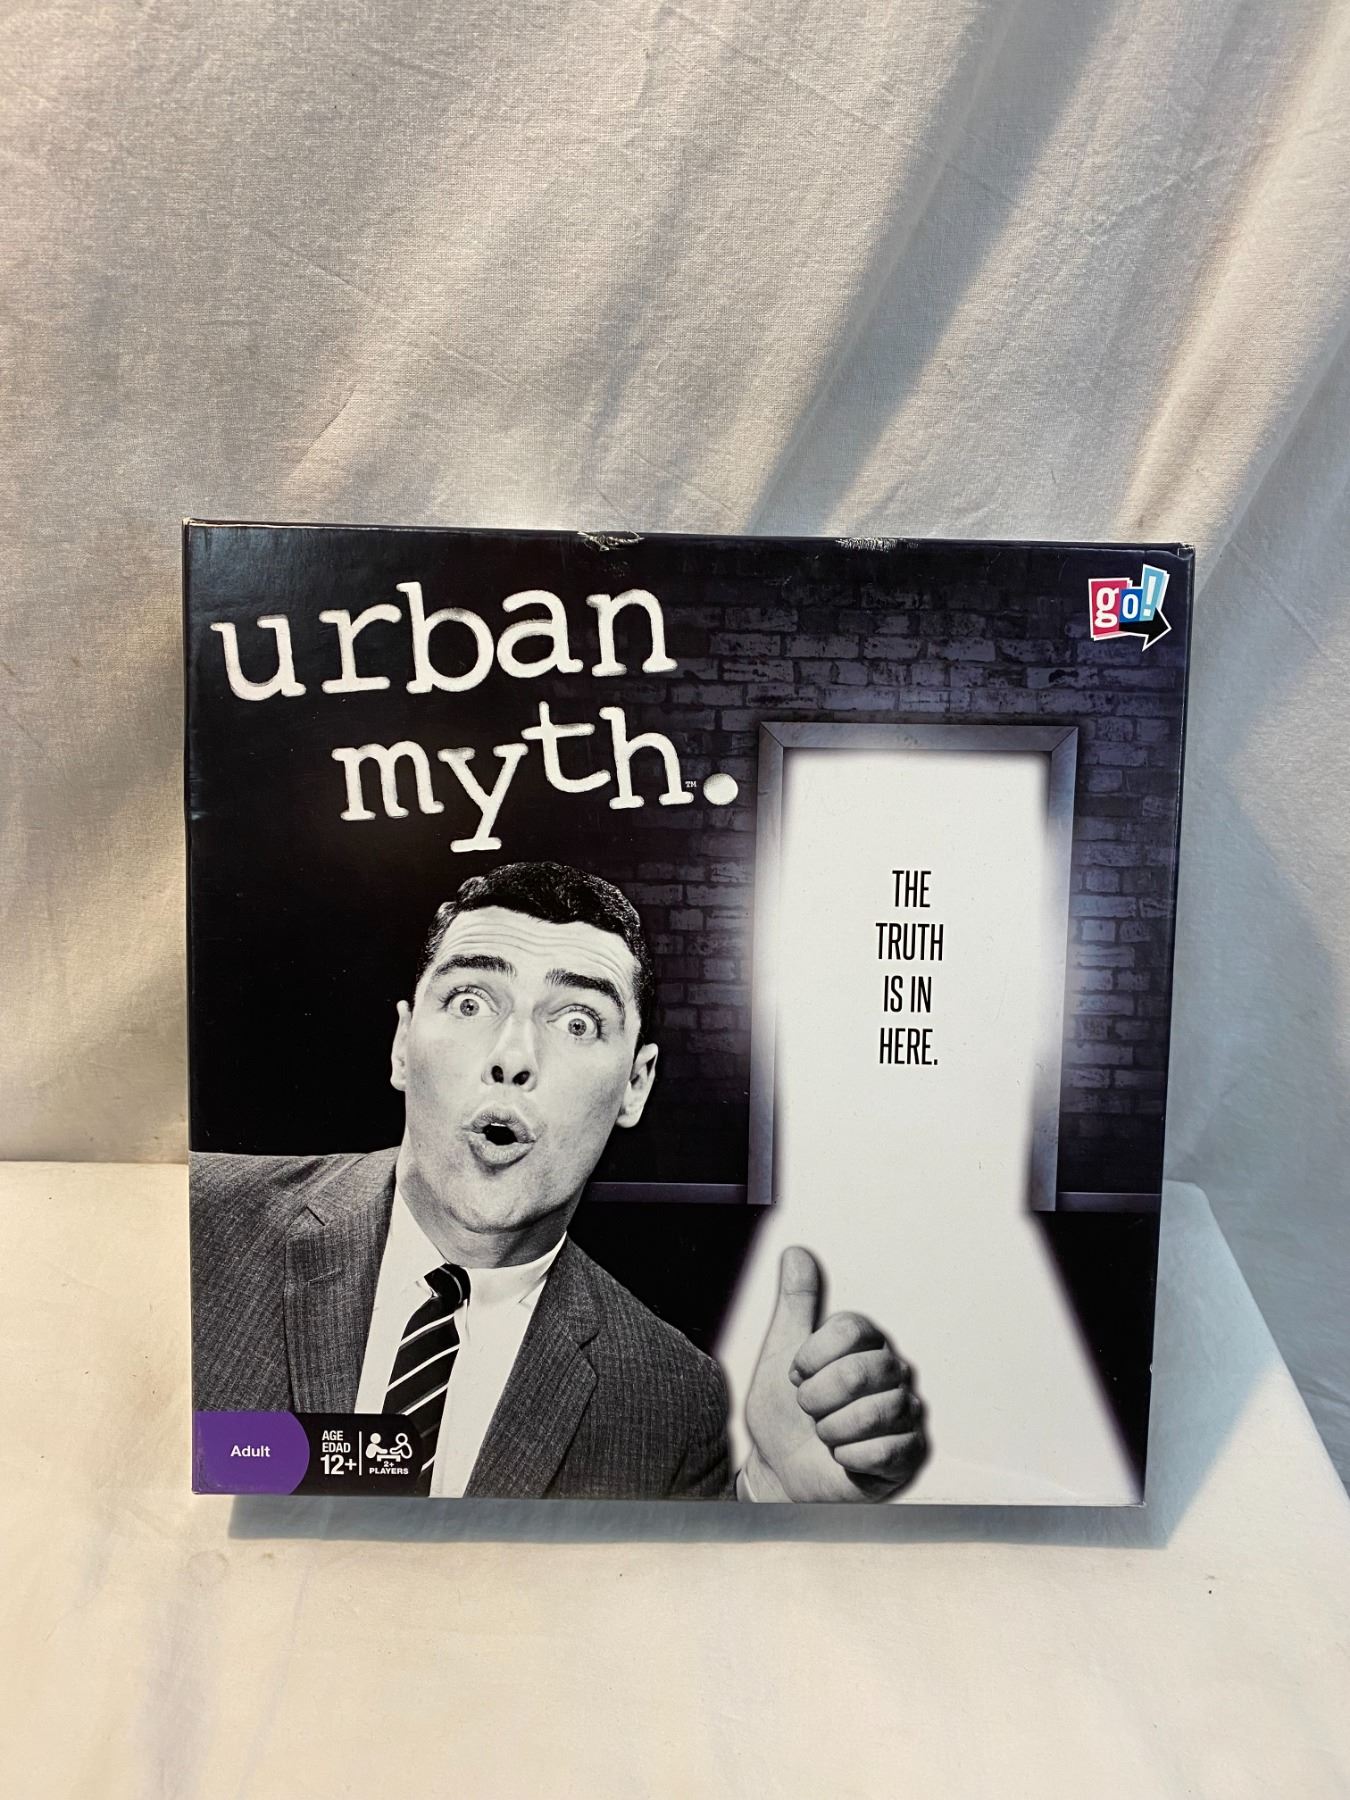 urban
myth.™
go!
THE
TRUTH
IS IN
HERE.
Adult
AGE
EDAD
12+
2+
PLAYERS